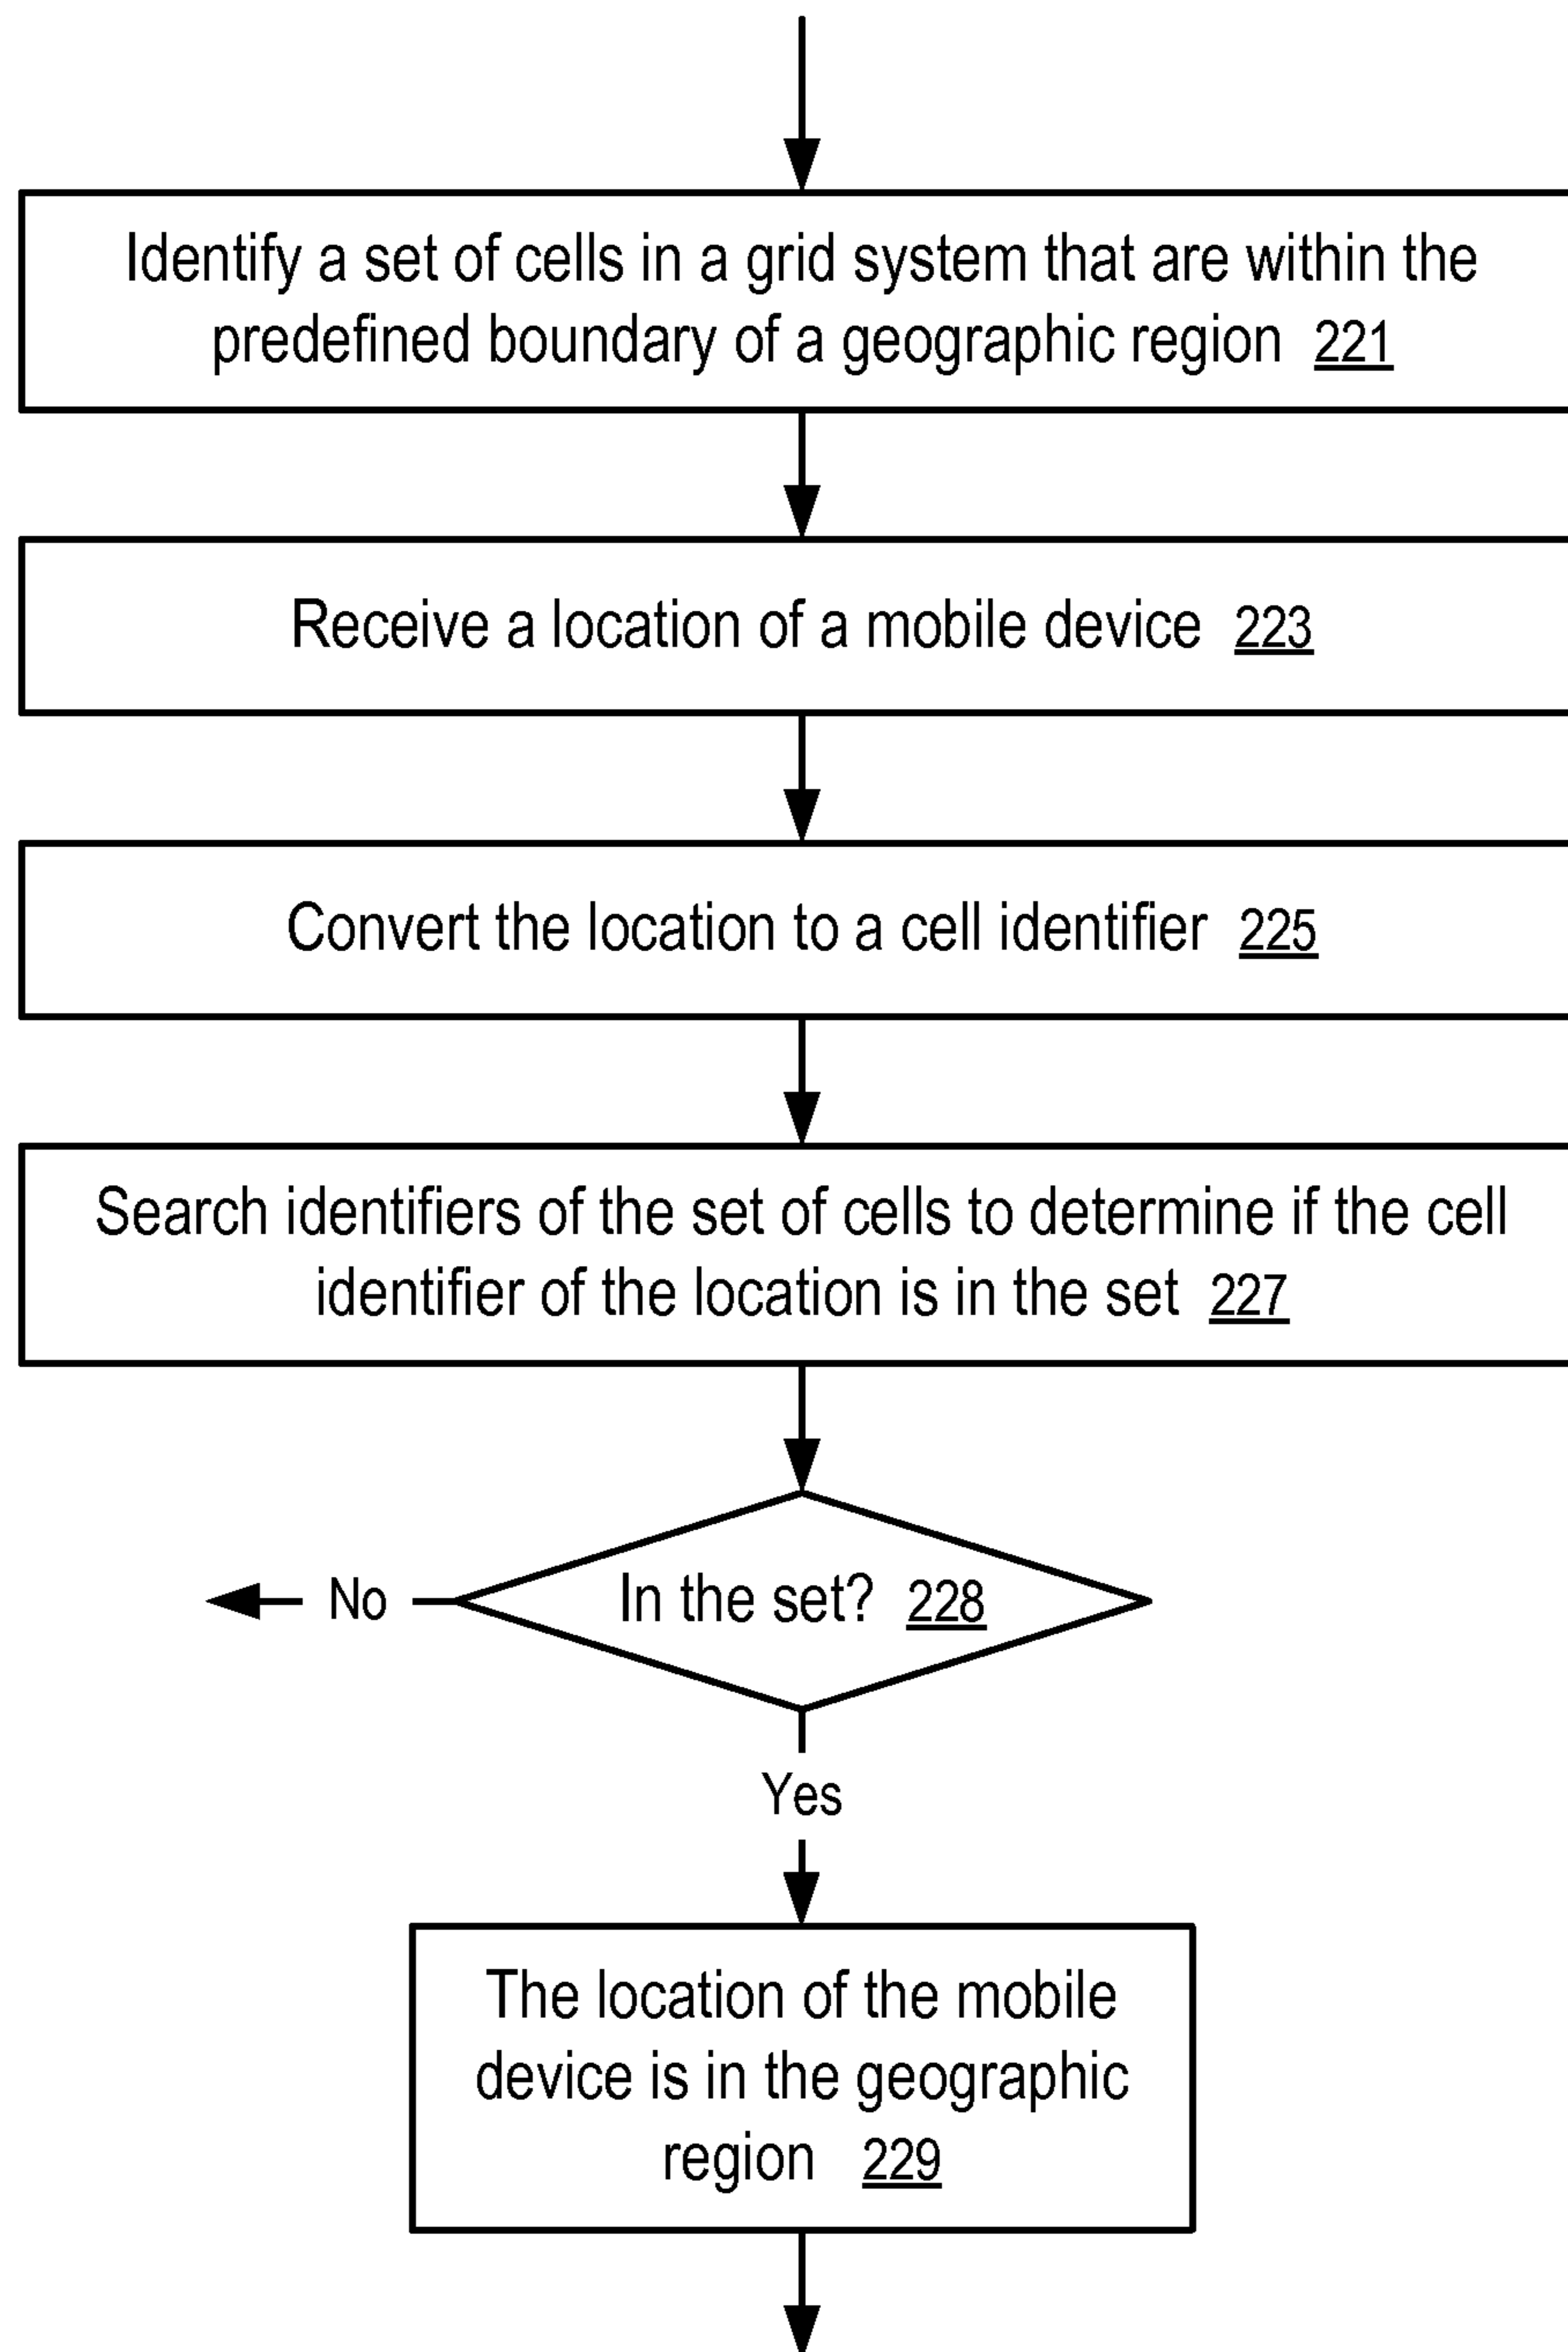 Identify a set of cells in a grid system that are within the
predefined boundary of a geographic region 221
Receive a location of a mobile device 223
Convert the location to a cell identifier 225
Search identifiers of the set of cells to determine if the cell
identifier of the location is in the set 227
In the set? 228
No
Yes
The location of the mobile
device is in the geographic
region 229